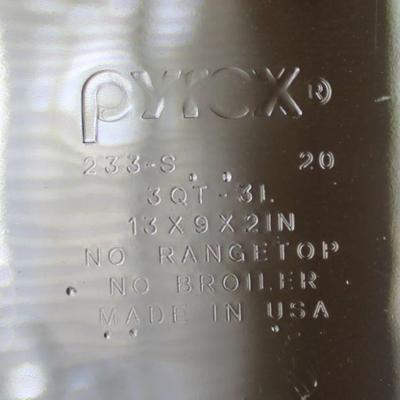 pyrex®
233-S 20
3QT-3L
13X9X2IN
NO RANGETOP
NO BROILER
MADE IN USA